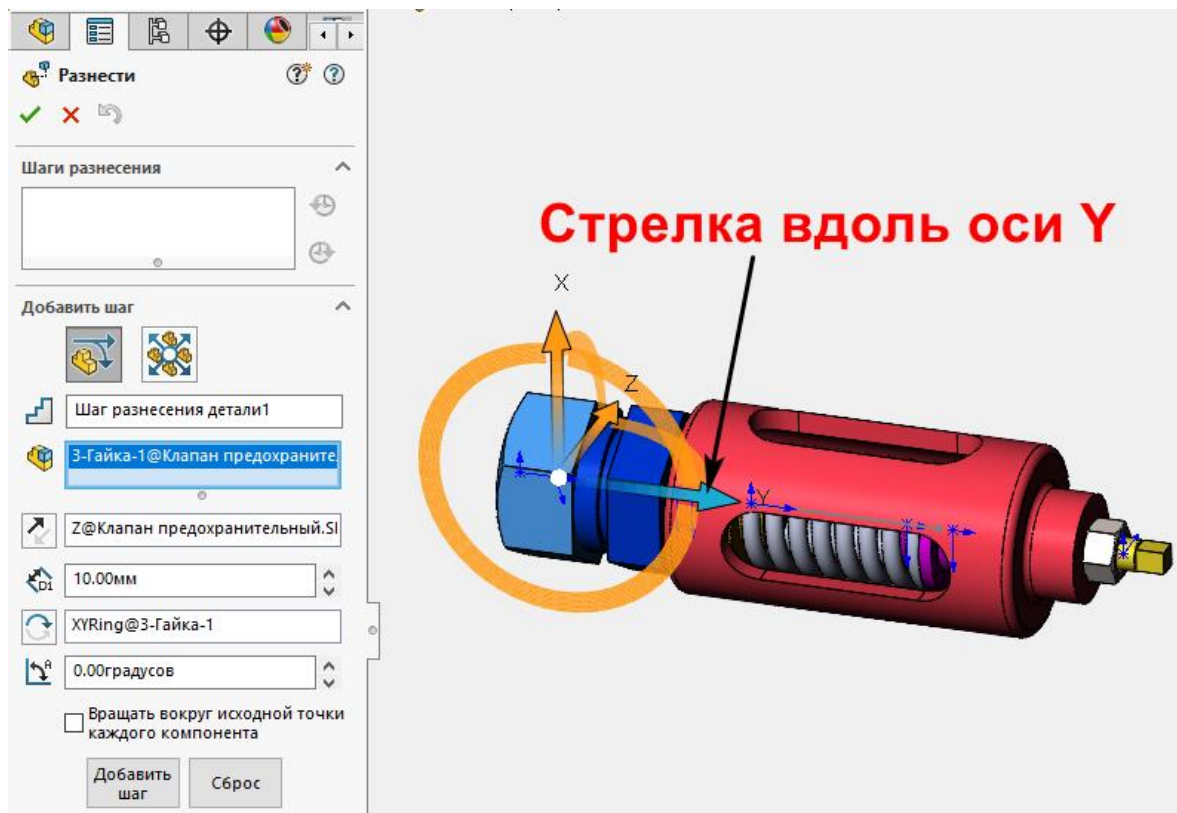 Разнести
Шаги разнесения
Добавить шаг
Шаг разнесения детали1
3-Гайка-1@Клапан предохраните
Z@Клапан предохранительный.SI
D1
10.00мм
XYRing@3-Гайка-1
A
0.00градусов
Вращать вокруг исходной точки
каждого компонента
Добавить
шаг
Сброс
Стрелка вдоль оси Y
X
Z
Y